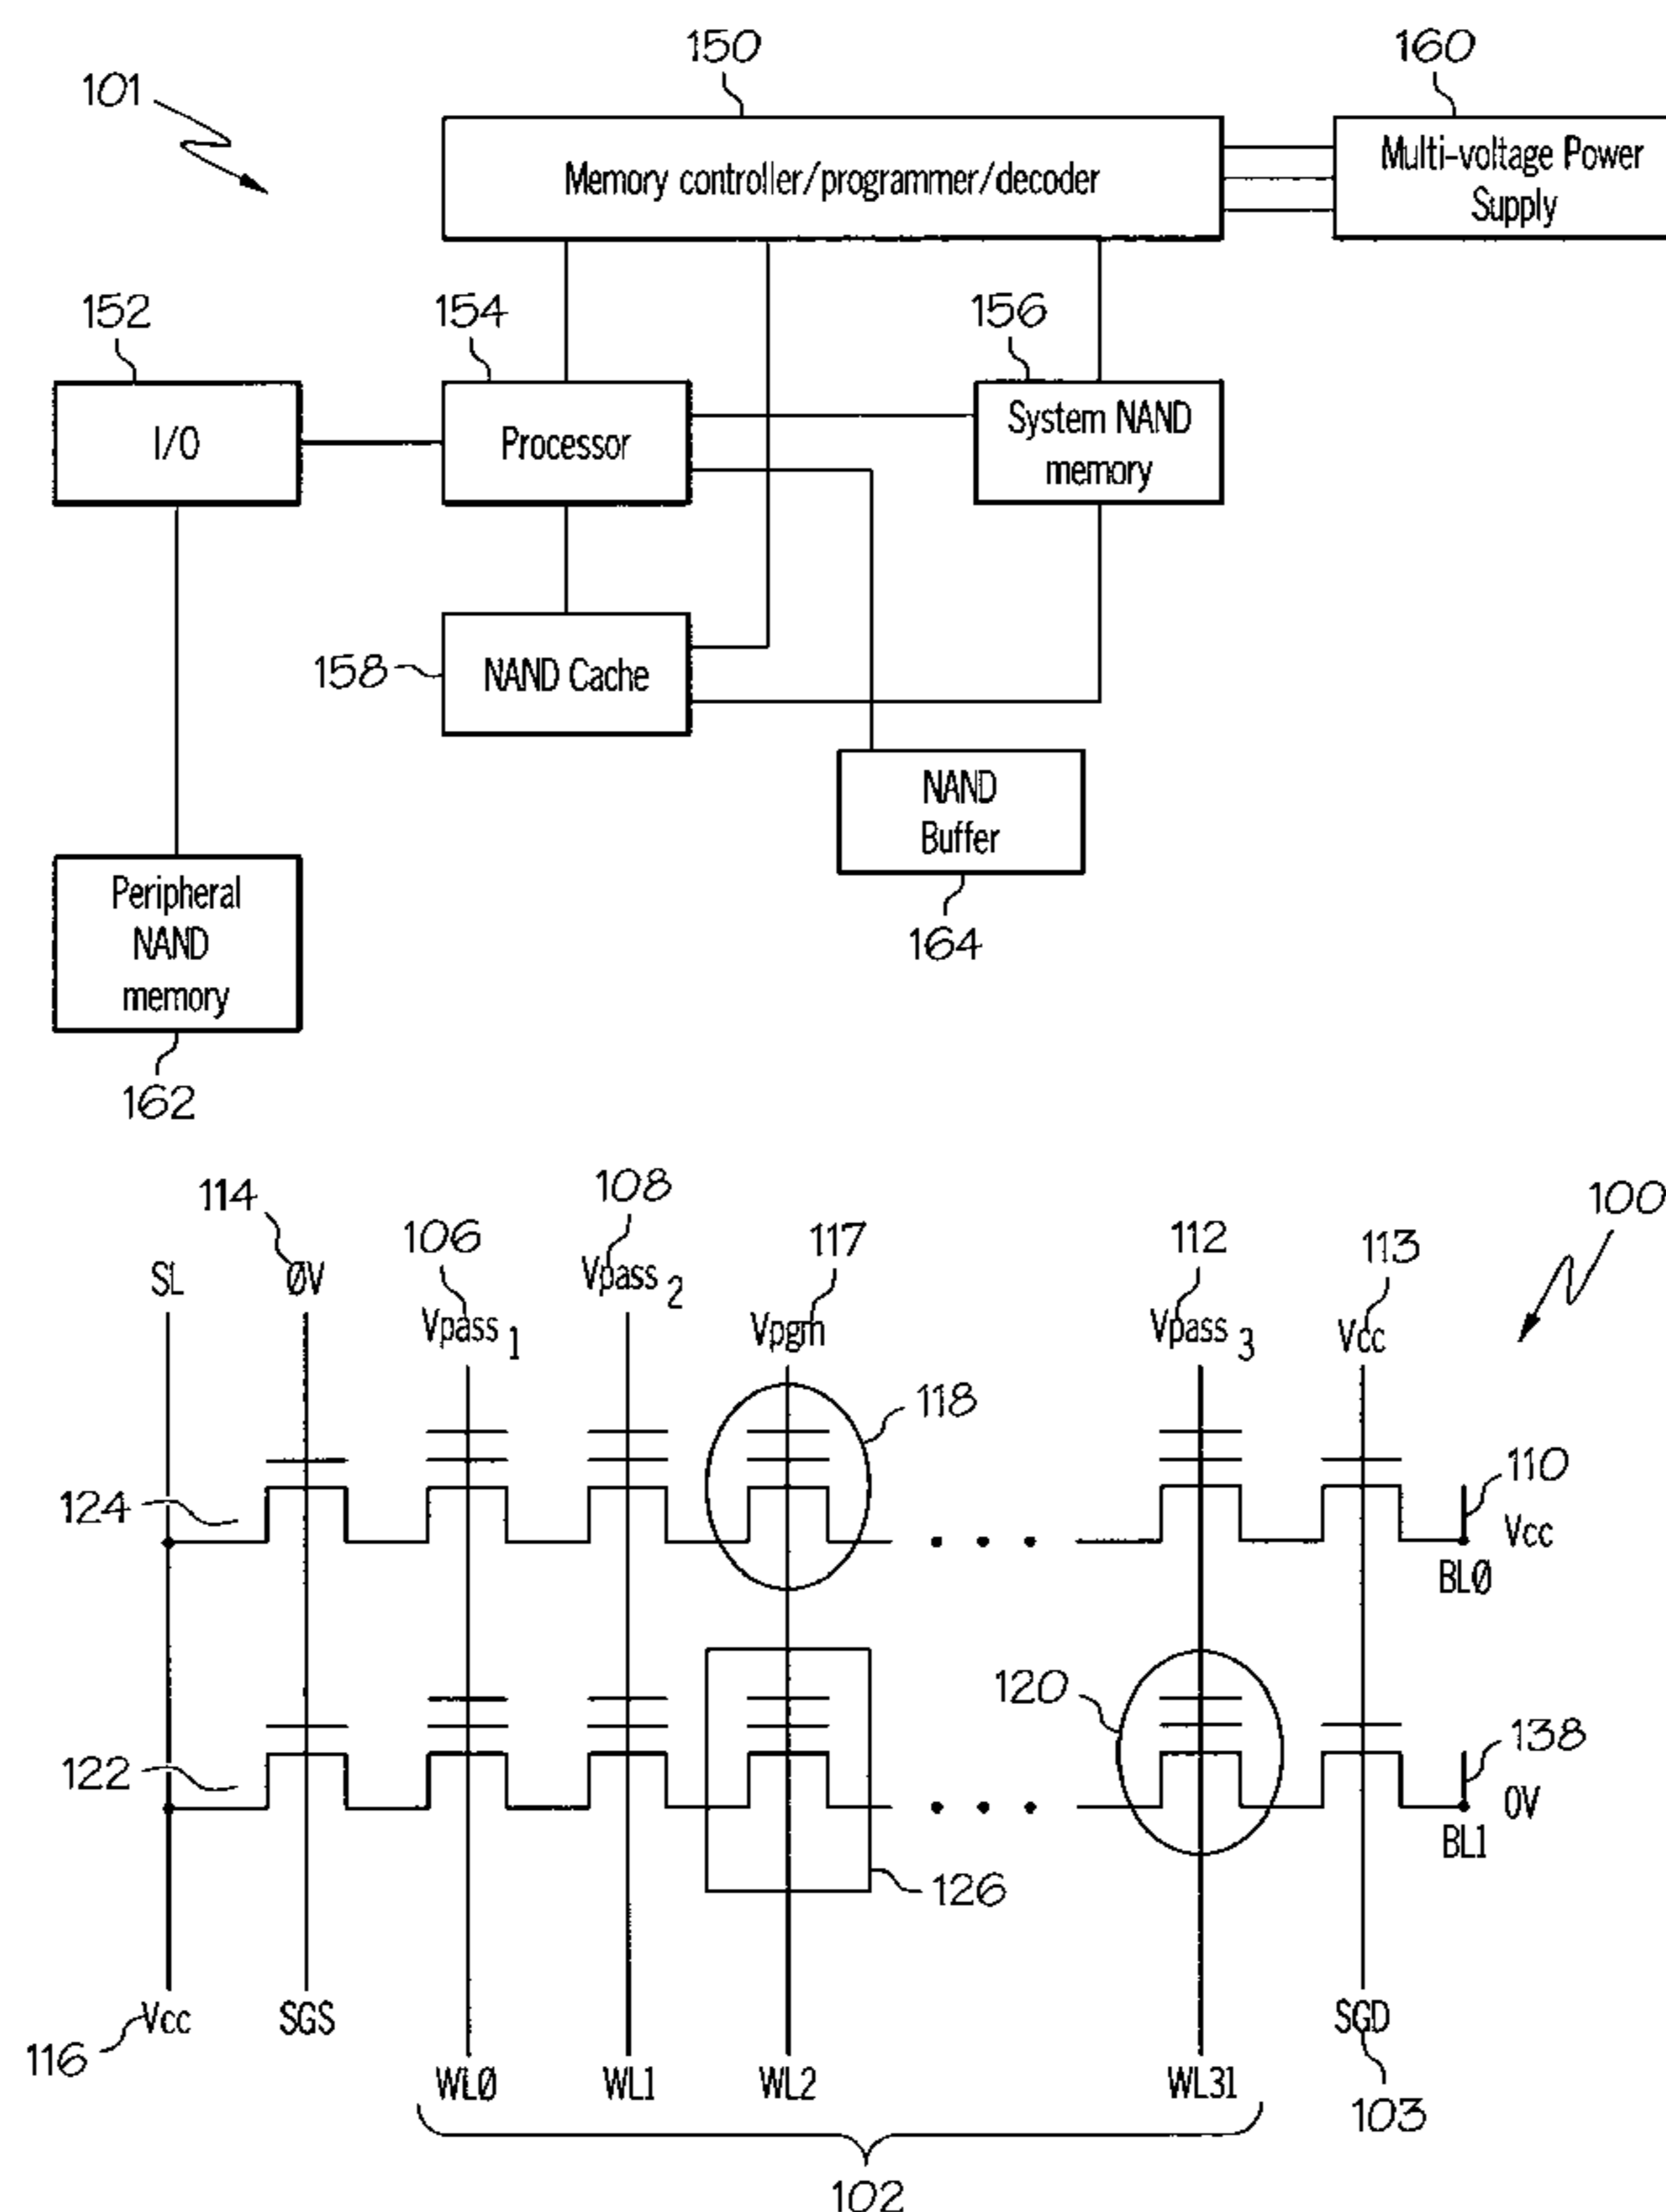 150
160
101
Memory controller/programmer/decoder
Multi-voltage Power
Supply
152
154
156
I/O
Processor
System NAND
memory
158
NAND Cache
NAND
Buffer
164
Peripheral
NAND
memory
162
114
108
106
117
112
113
100
SL
0V
Vpass 1
Vpass 2
Vpgm
Vpass 3
Vcc
118
124
110
Vcc
BL0
120
122
138
0V
BL1
126
116
Vcc
SGS
SGD
WL0
WL1
WL2
WL31
103
102